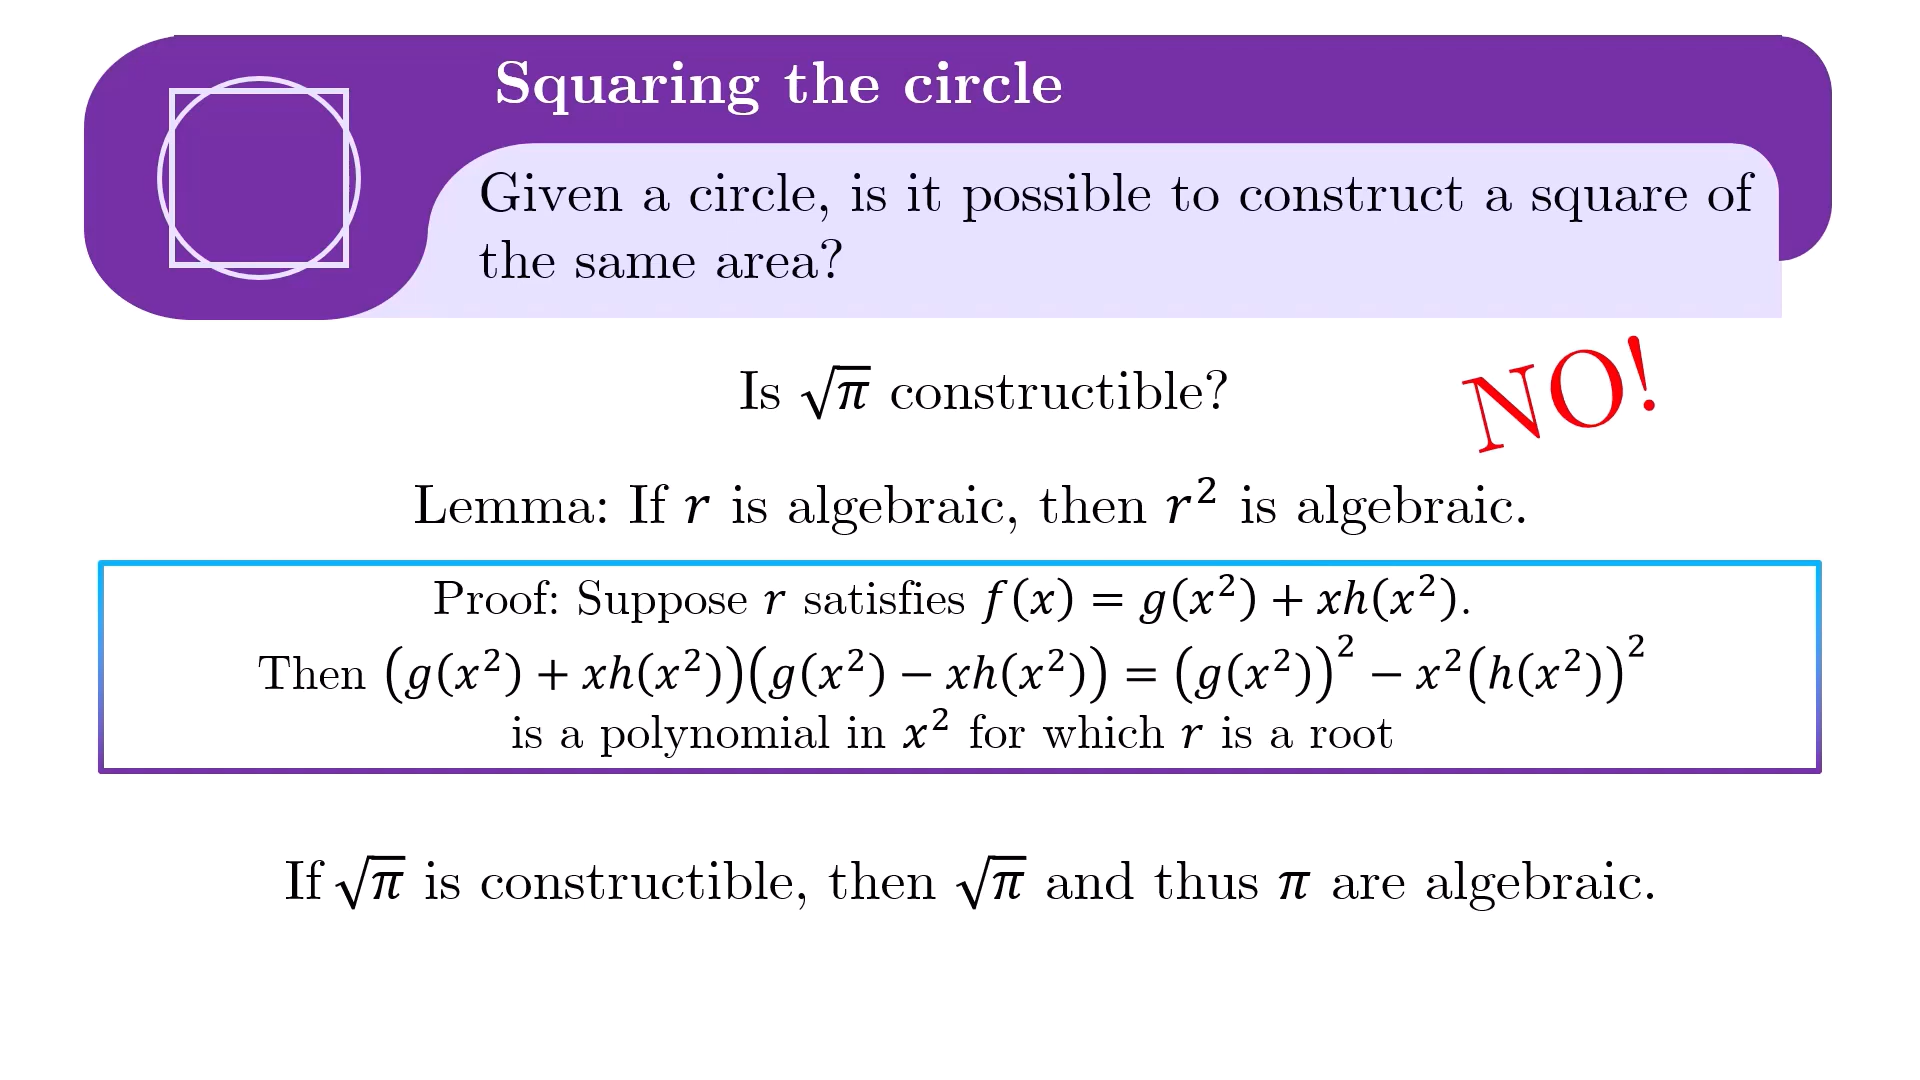 Squaring the circle
Given a circle, is it possible to construct a square of
the same area?
Is √π constructible?
NO!
Lemma: If r is algebraic, then r² is algebraic.
Proof: Suppose r satisfies f(x) = g(x²) + xh(x²).
Then (g(x²) + xh(x²))(g(x²) − xh(x²)) = (g(x²))² − x²(h(x²))²
is a polynomial in x² for which r is a root
If √π is constructible, then √π and thus π are algebraic.